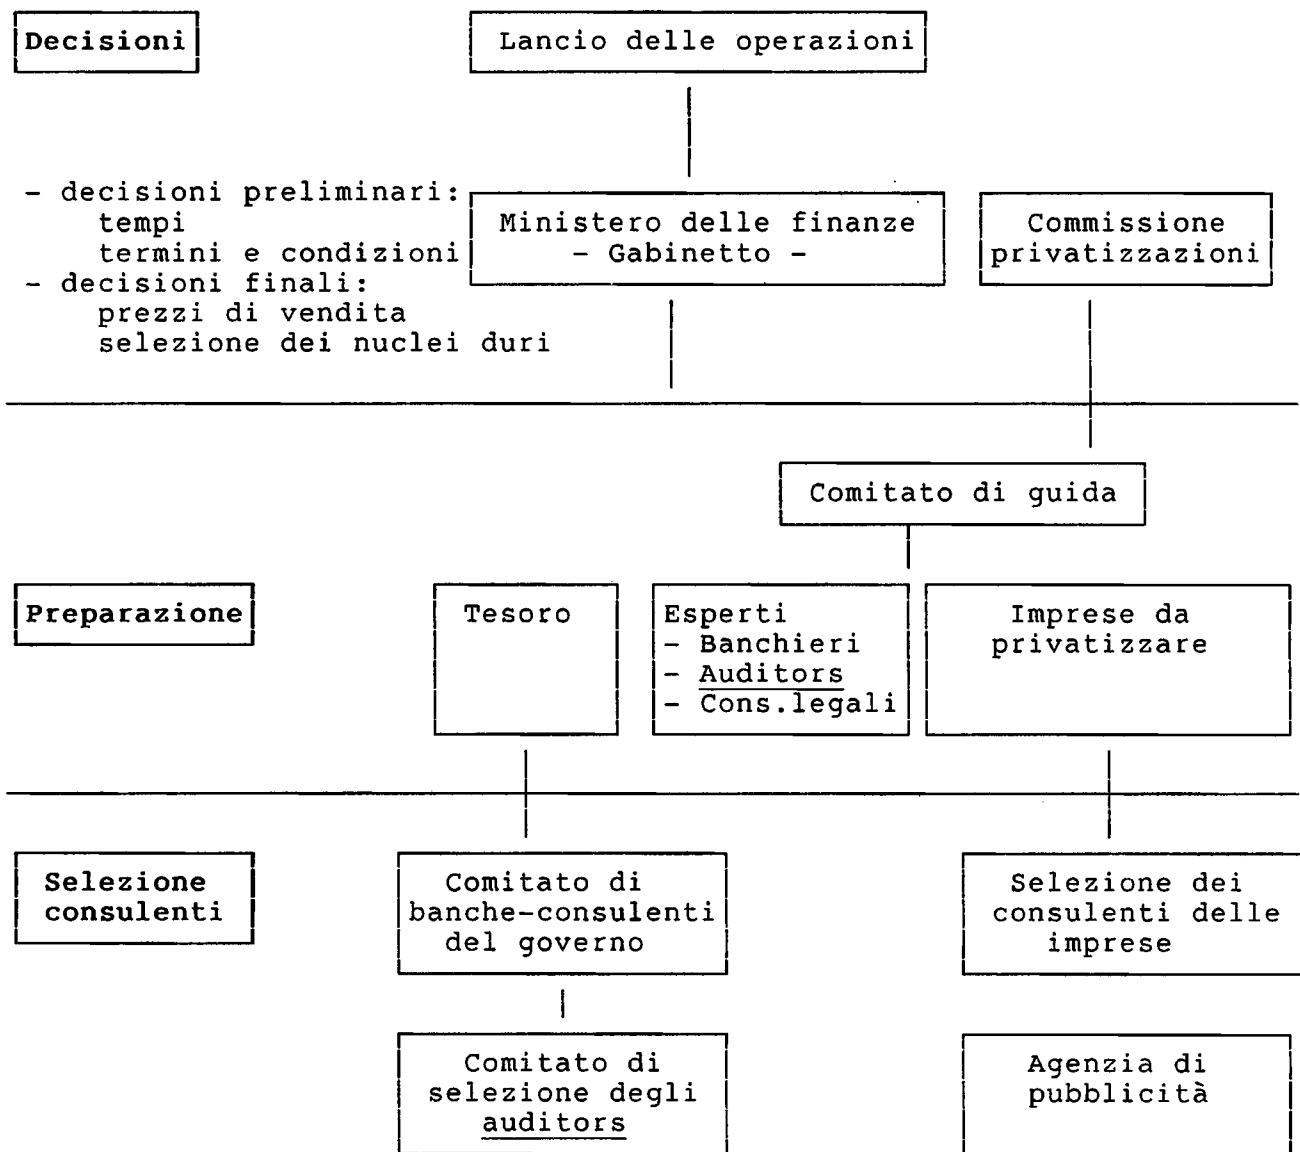 Decisioni
Lancio delle operazioni
- decisioni preliminari:
tempi
termini e condizioni
- decisioni finali:
prezzi di vendita
selezione dei nuclei duri
Ministero delle finanze
- Gabinetto -
Commissione
privatizzazioni
Comitato di guida
Preparazione
Tesoro
Esperti
- Banchieri
- Auditors
- Cons.legali
Imprese da
privatizzare
Selezione
consulenti
Comitato di
banche-consulenti
del governo
Selezione dei
consulenti delle
imprese
Comitato di
selezione degli
auditors
Agenzia di
pubblicità